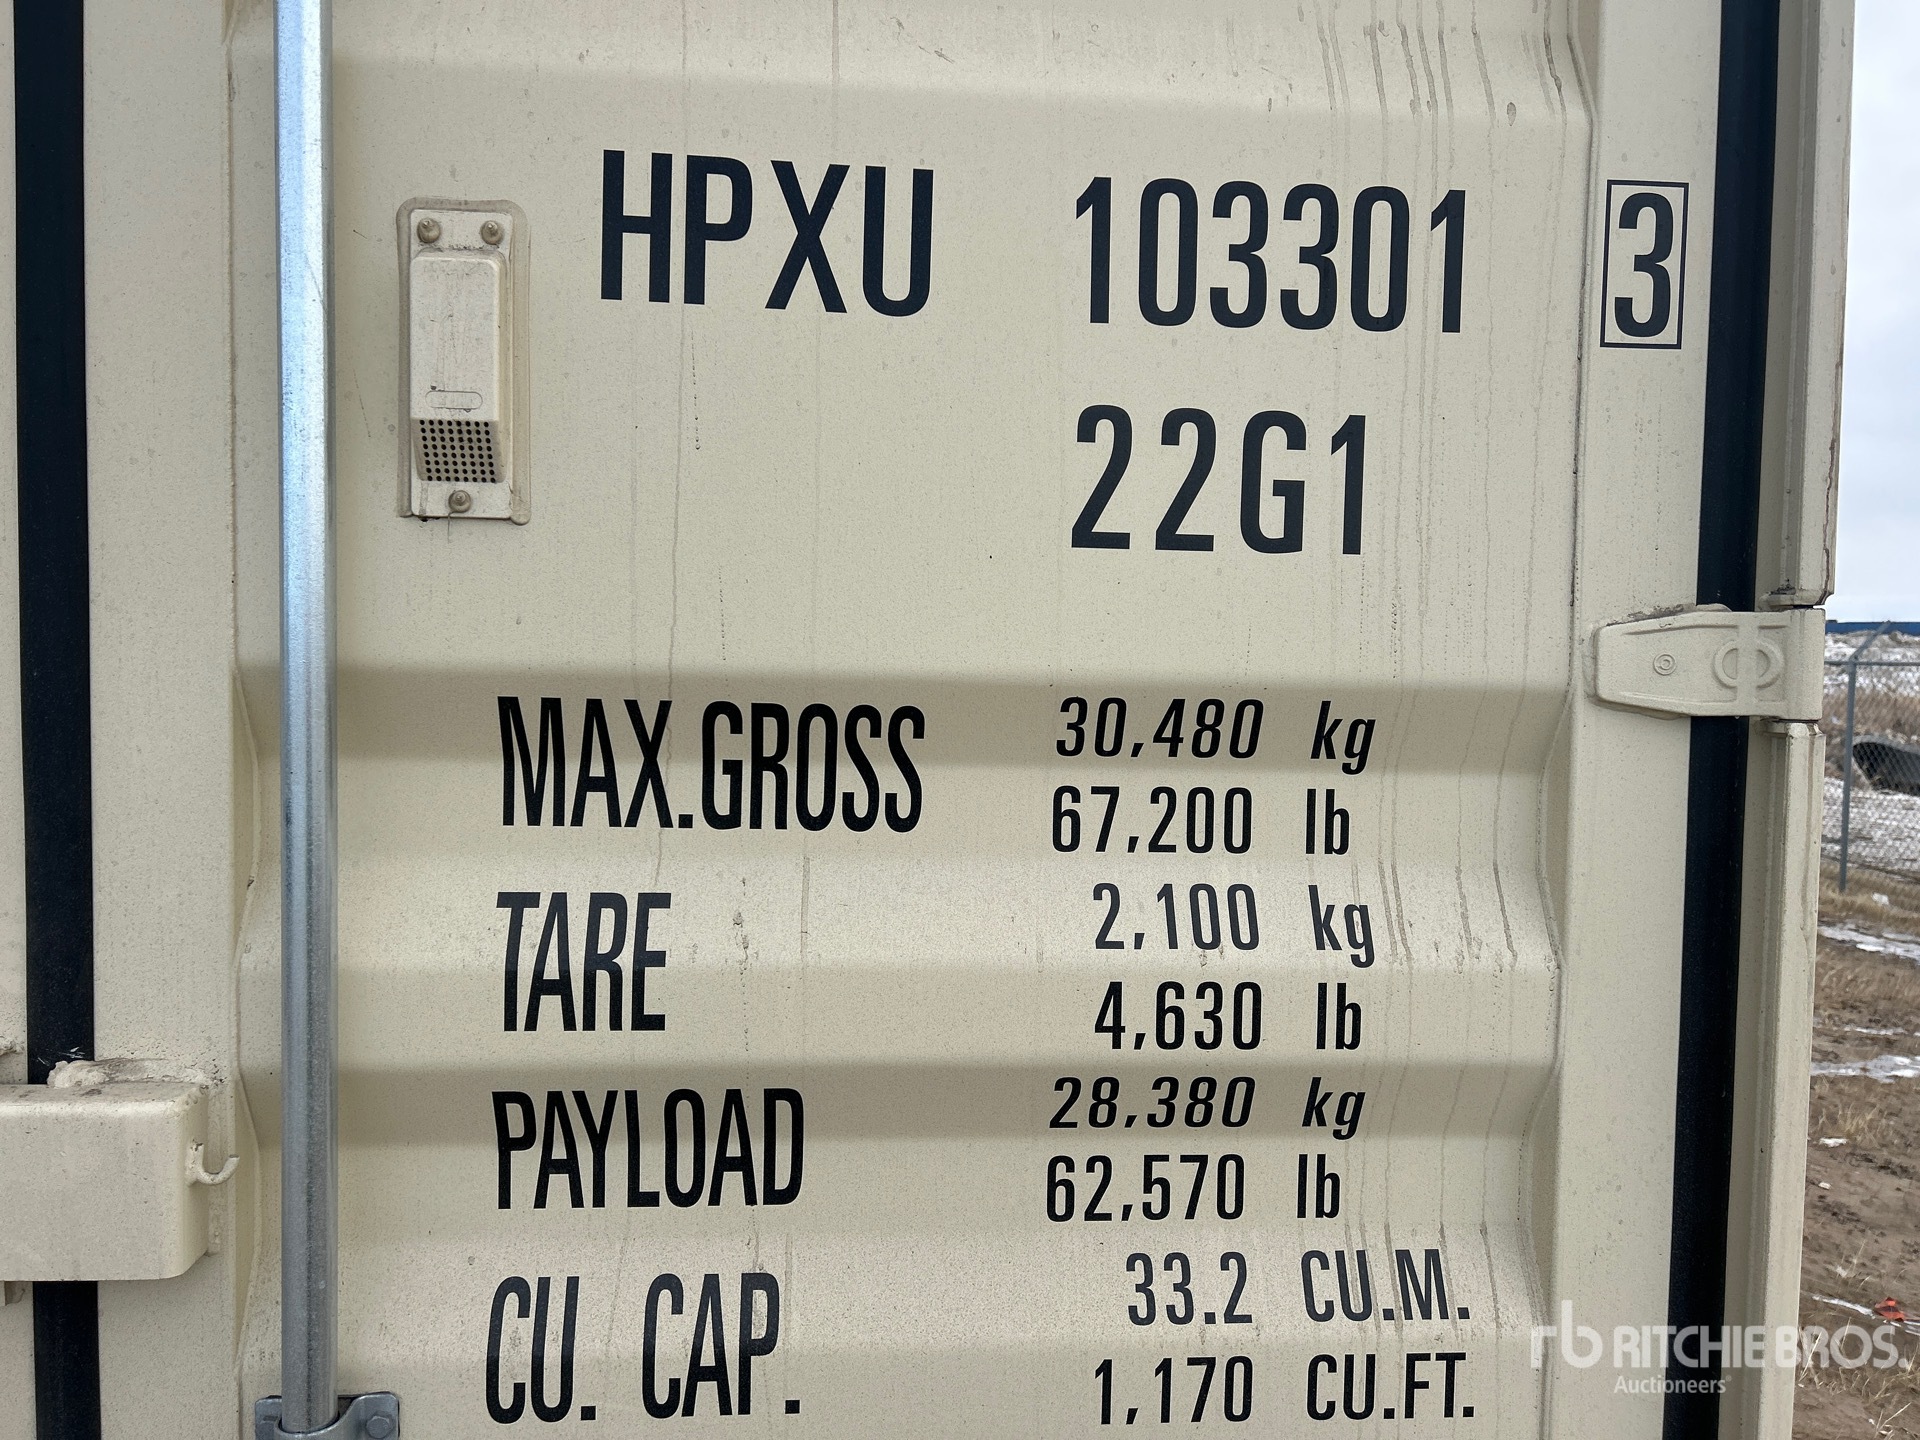 HPXU 103301 3
22G1
MAX.GROSS 30,480 kg
67,200 lb
TARE 2,100 kg
4,630 lb
PAYLOAD 28,380 kg
62,570 lb
CU. CAP. 33.2 CU.M.
1,170 CU.FT.
rb RITCHIE BROS.
Auctioneers